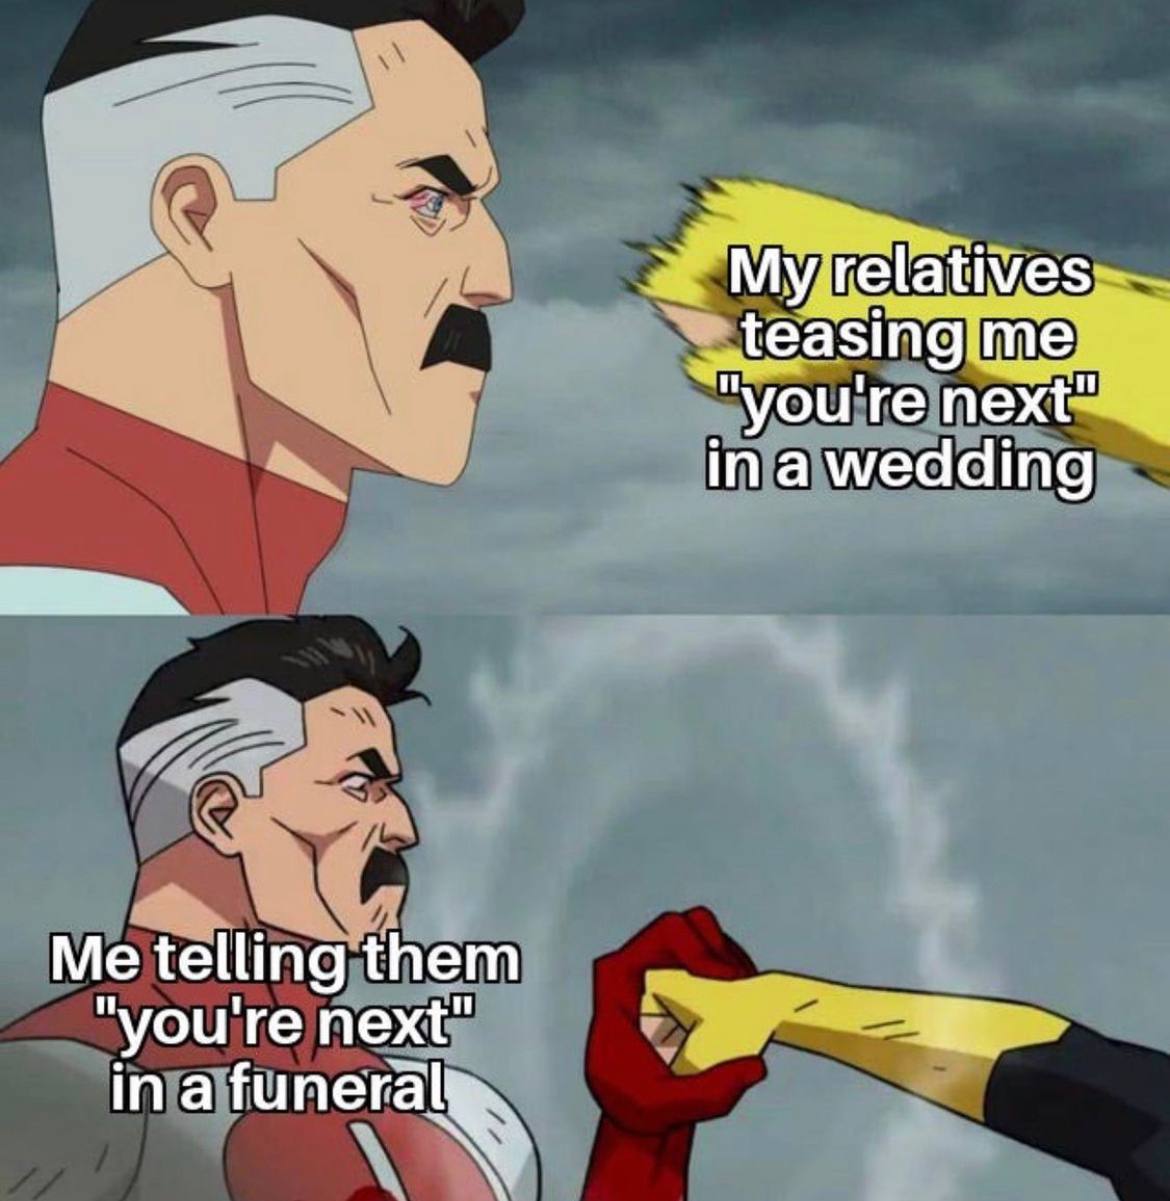 My relatives
teasing me
"you're next"
in a wedding
Me telling them
"you're next"
in a funeral